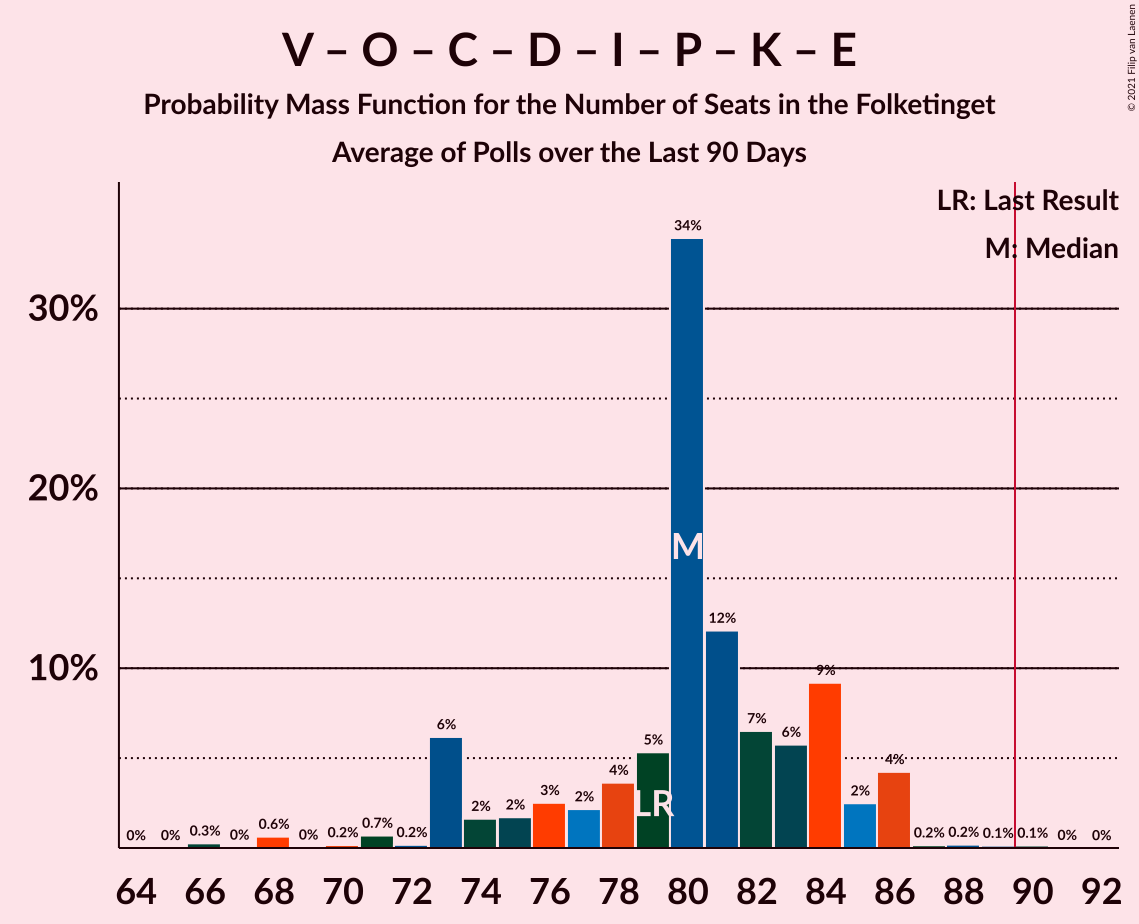 V – O – C – D – I – P – K – E
Probability Mass Function for the Number of Seats in the Folketinget
Average of Polls over the Last 90 Days
© 2021 Filip van Laenen
LR: Last Result
M: Median
30%
20%
10%
0% 0% 0.3% 0% 0.6% 0% 0.2% 0.7% 0.2% 6% 2% 2% 3% 2% 4% 5% 34% 12% 7% 6% 9% 2% 4% 0.2% 0.2% 0.1% 0.1% 0% 0%
M
LR
64 66 68 70 72 74 76 78 80 82 84 86 88 90 92